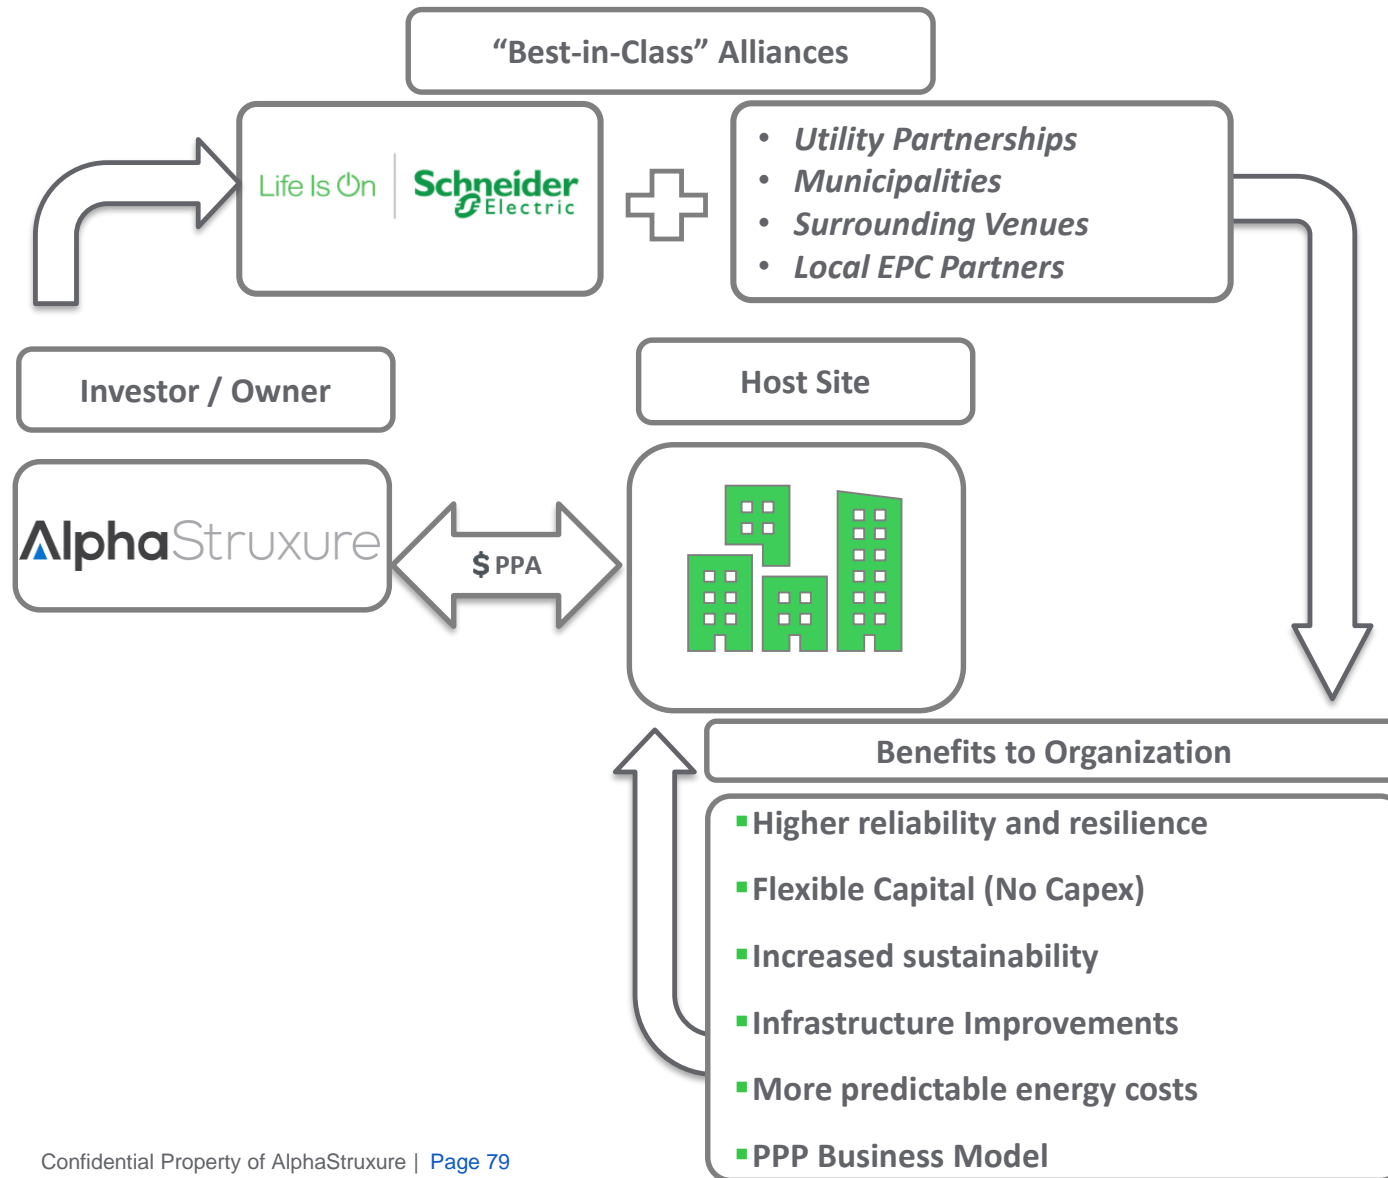 “Best-in-Class” Alliances
Life Is On
Schneider
Electric
• Utility Partnerships
• Municipalities
• Surrounding Venues
• Local EPC Partners
Investor / Owner
Host Site
AlphaStruxure
$ PPA
Benefits to Organization
▪ Higher reliability and resilience
▪ Flexible Capital (No Capex)
▪ Increased sustainability
▪ Infrastructure Improvements
▪ More predictable energy costs
▪ PPP Business Model
Confidential Property of AlphaStruxure | Page 79